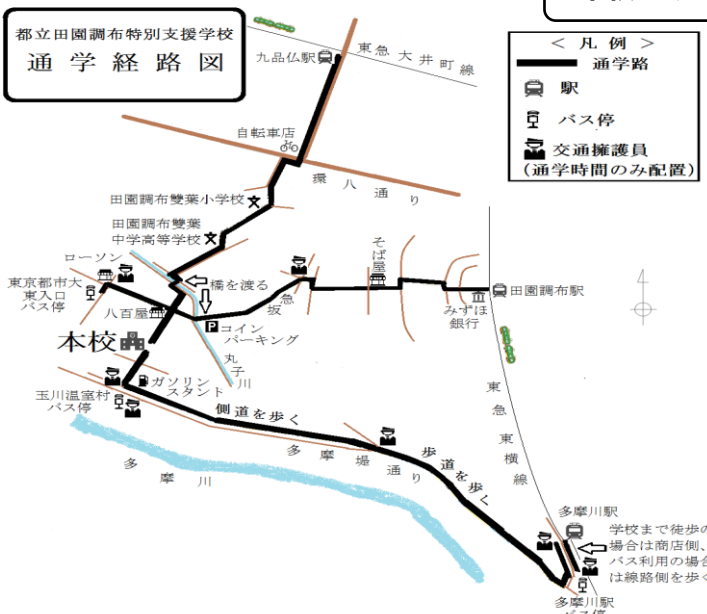 都立田園調布特別支援学校
通学経路図
＜ 凡 例 ＞
通学路
駅
バス停
交通擁護員
(通学時間のみ配置)
九品仏駅
東急大井町線
自転車店
環八通り
田園調布雙葉小学校
田園調布雙葉
中学高等学校
ローソン
橋を渡る
東京都市大
東入口
バス停
八百屋
急坂
そば屋
田園調布駅
みずほ
銀行
P コイン
パーキング
本校
丸子川
ガソリン
スタント
玉川温室村
バス停
側道を歩く
多摩堤通り
歩道を歩く
多摩川
東急東横線
多摩川駅
学校まで徒歩の
場合は商店側、
バス利用の場合
は線路側を歩く
多摩川駅
バス停
4